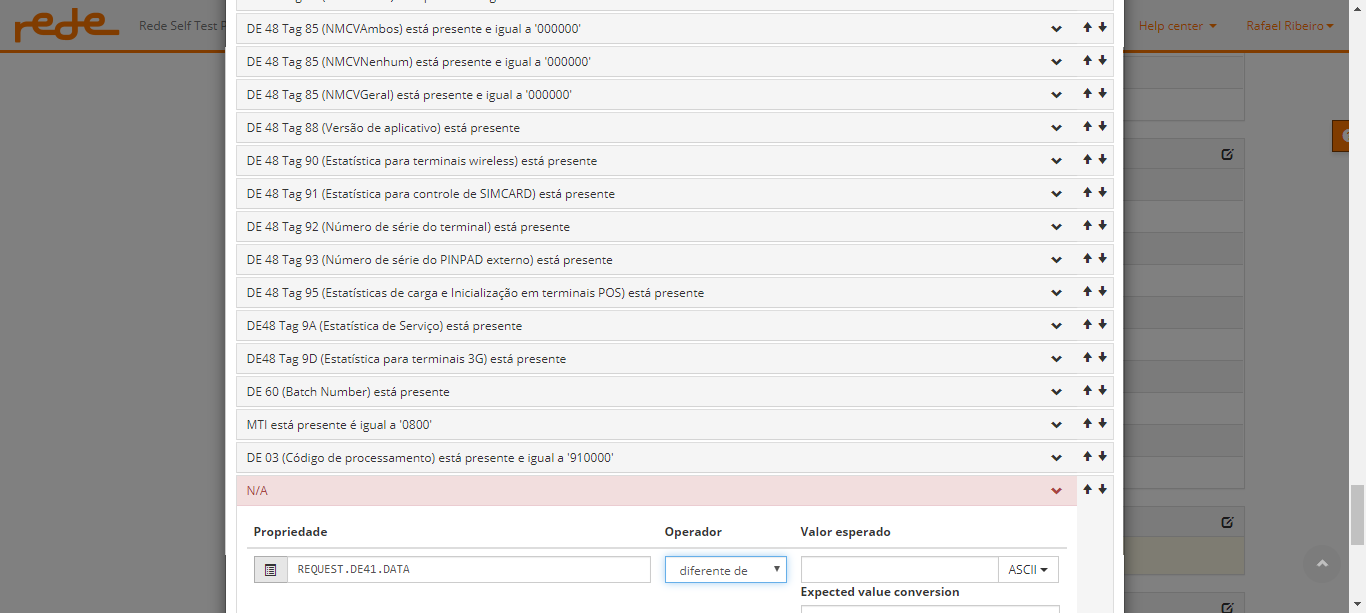 rede
Rede Self Test
Help center
Rafael Ribeiro
DE 48 Tag 85 (NMCVAmbos) está presente e igual a '000000'
DE 48 Tag 85 (NMCVNenhum) está presente e igual a '000000'
DE 48 Tag 85 (NMCVGeral) está presente e igual a '000000'
DE 48 Tag 88 (Versão de aplicativo) está presente
DE 48 Tag 90 (Estatística para terminais wireless) está presente
DE 48 Tag 91 (Estatística para controle de SIMCARD) está presente
DE 48 Tag 92 (Número de série do terminal) está presente
DE 48 Tag 93 (Número de série do PINPAD externo) está presente
DE 48 Tag 95 (Estatísticas de carga e Inicialização em terminais POS) está presente
DE48 Tag 9A (Estatística de Serviço) está presente
DE48 Tag 9D (Estatística para terminais 3G) está presente
DE 60 (Batch Number) está presente
MTI está presente é igual a '0800'
DE 03 (Código de processamento) está presente e igual a '910000'
N/A
Propriedade Operador Valor esperado
REQUEST.DE41.DATA diferente de ASCII
Expected value conversion